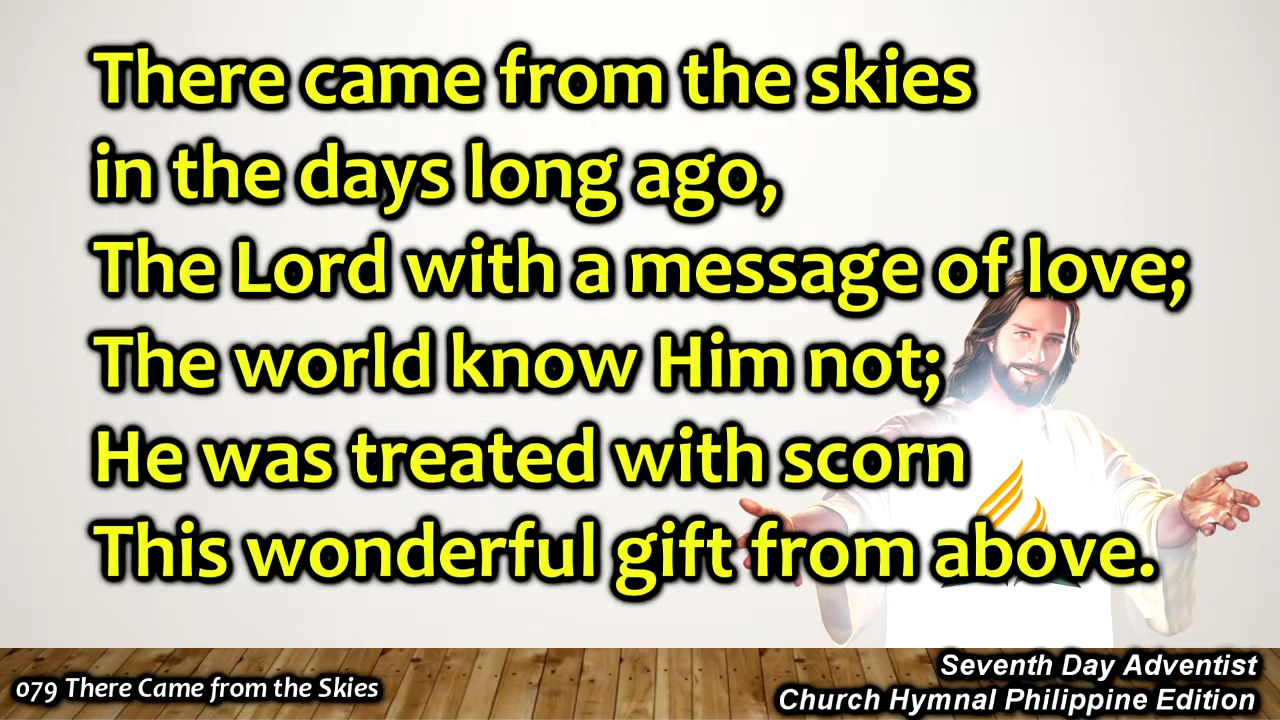 There came from the skies
in the days long ago,
The Lord with a message of love;
The world know Him not;
He was treated with scorn
This wonderful gift from above.
079 There Came from the Skies
Seventh Day Adventist
Church Hymnal Philippine Edition